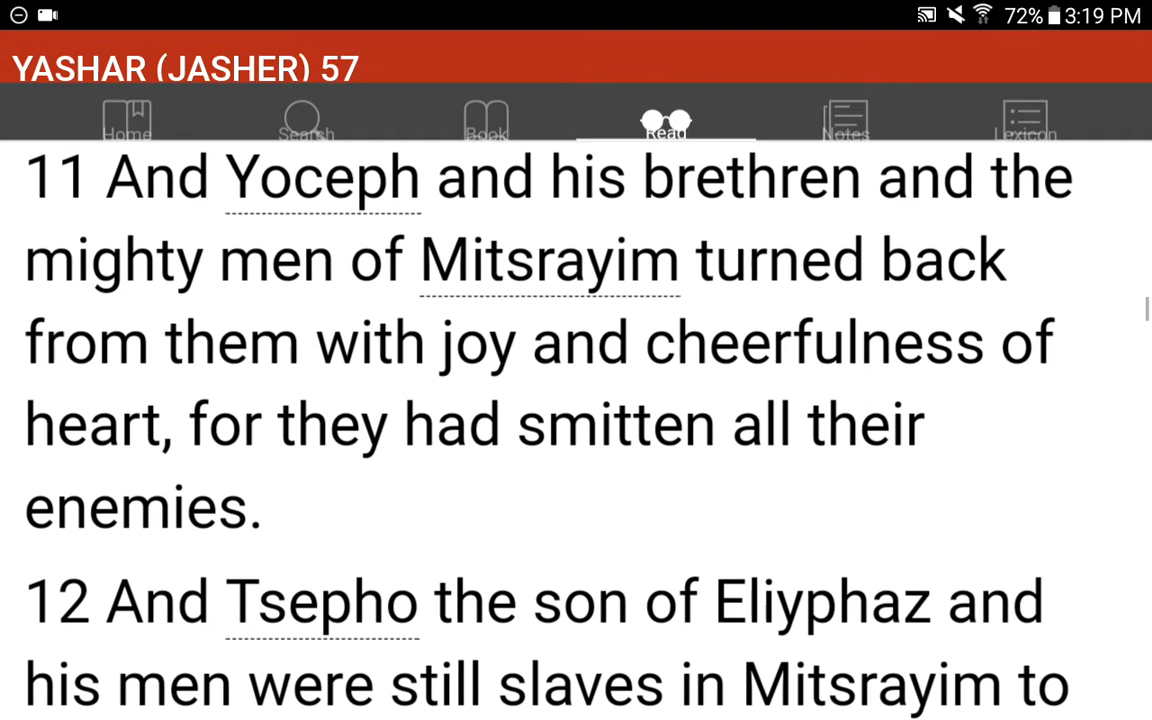 72% 3:19 PM
YASHAR (JASHER) 57
Home Search Book Read Notes Lexicon
11 And Yoceph and his brethren and the
mighty men of Mitsrayim turned back
from them with joy and cheerfulness of
heart, for they had smitten all their
enemies.
12 And Tsepho the son of Eliyphaz and
his men were still slaves in Mitsrayim to